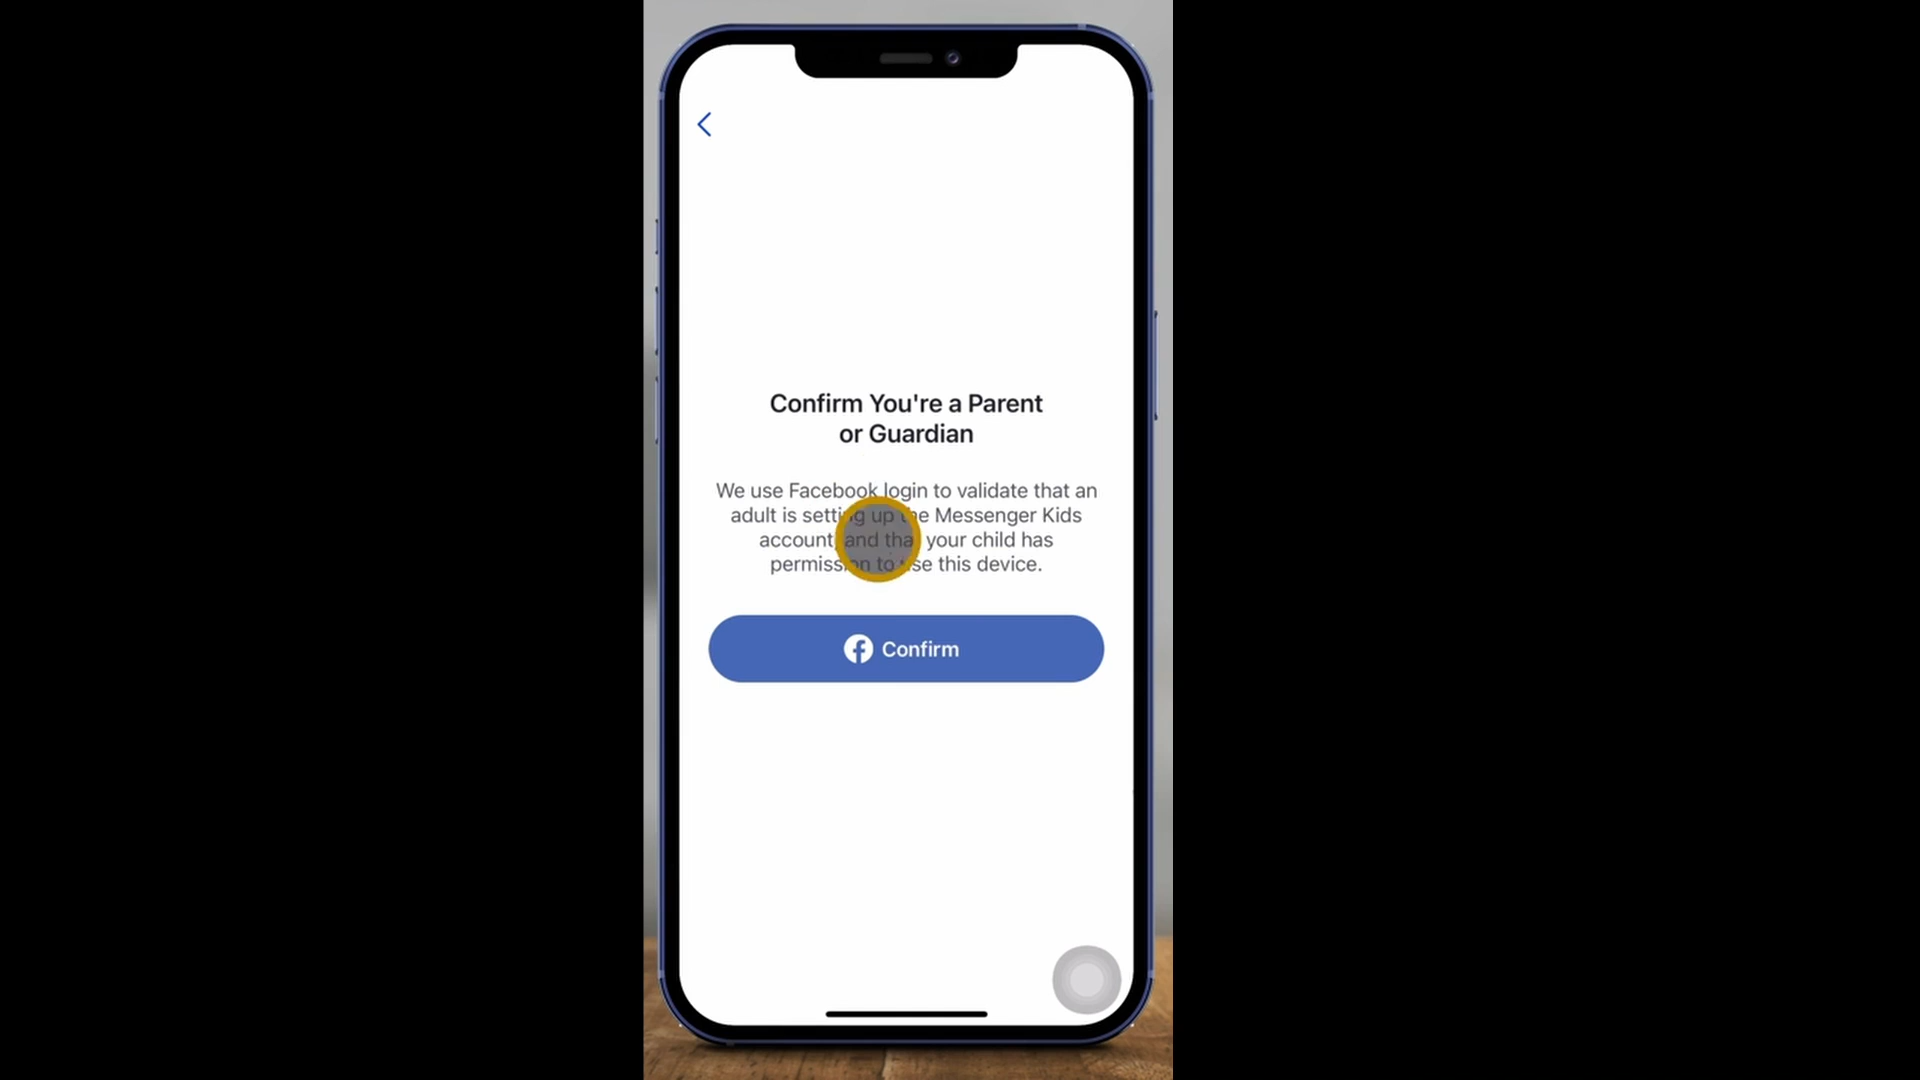 Confirm You're a Parent
or Guardian
We use Facebook login to validate that an
adult is setting up the Messenger Kids
account, and that your child has
permission to use this device.
Confirm